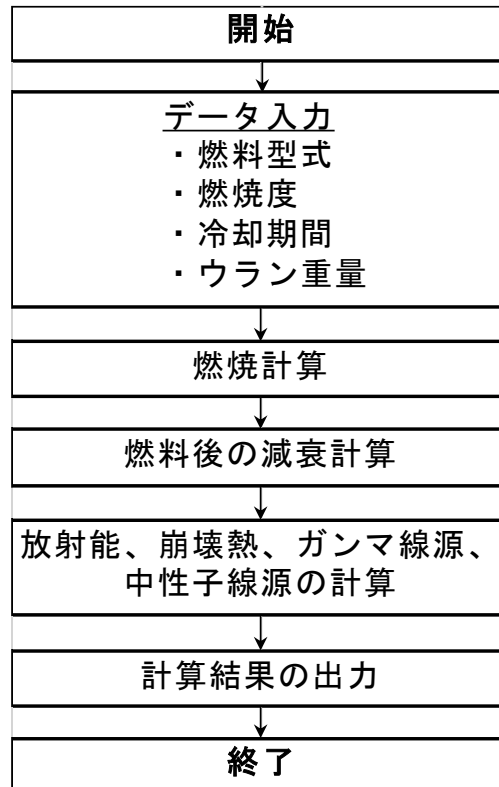 開始
データ入力
・燃料型式
・燃焼度
・冷却期間
・ウラン重量
燃焼計算
燃料後の減衰計算
放射能、崩壊熱、ガンマ線源、
中性子線源の計算
計算結果の出力
終了